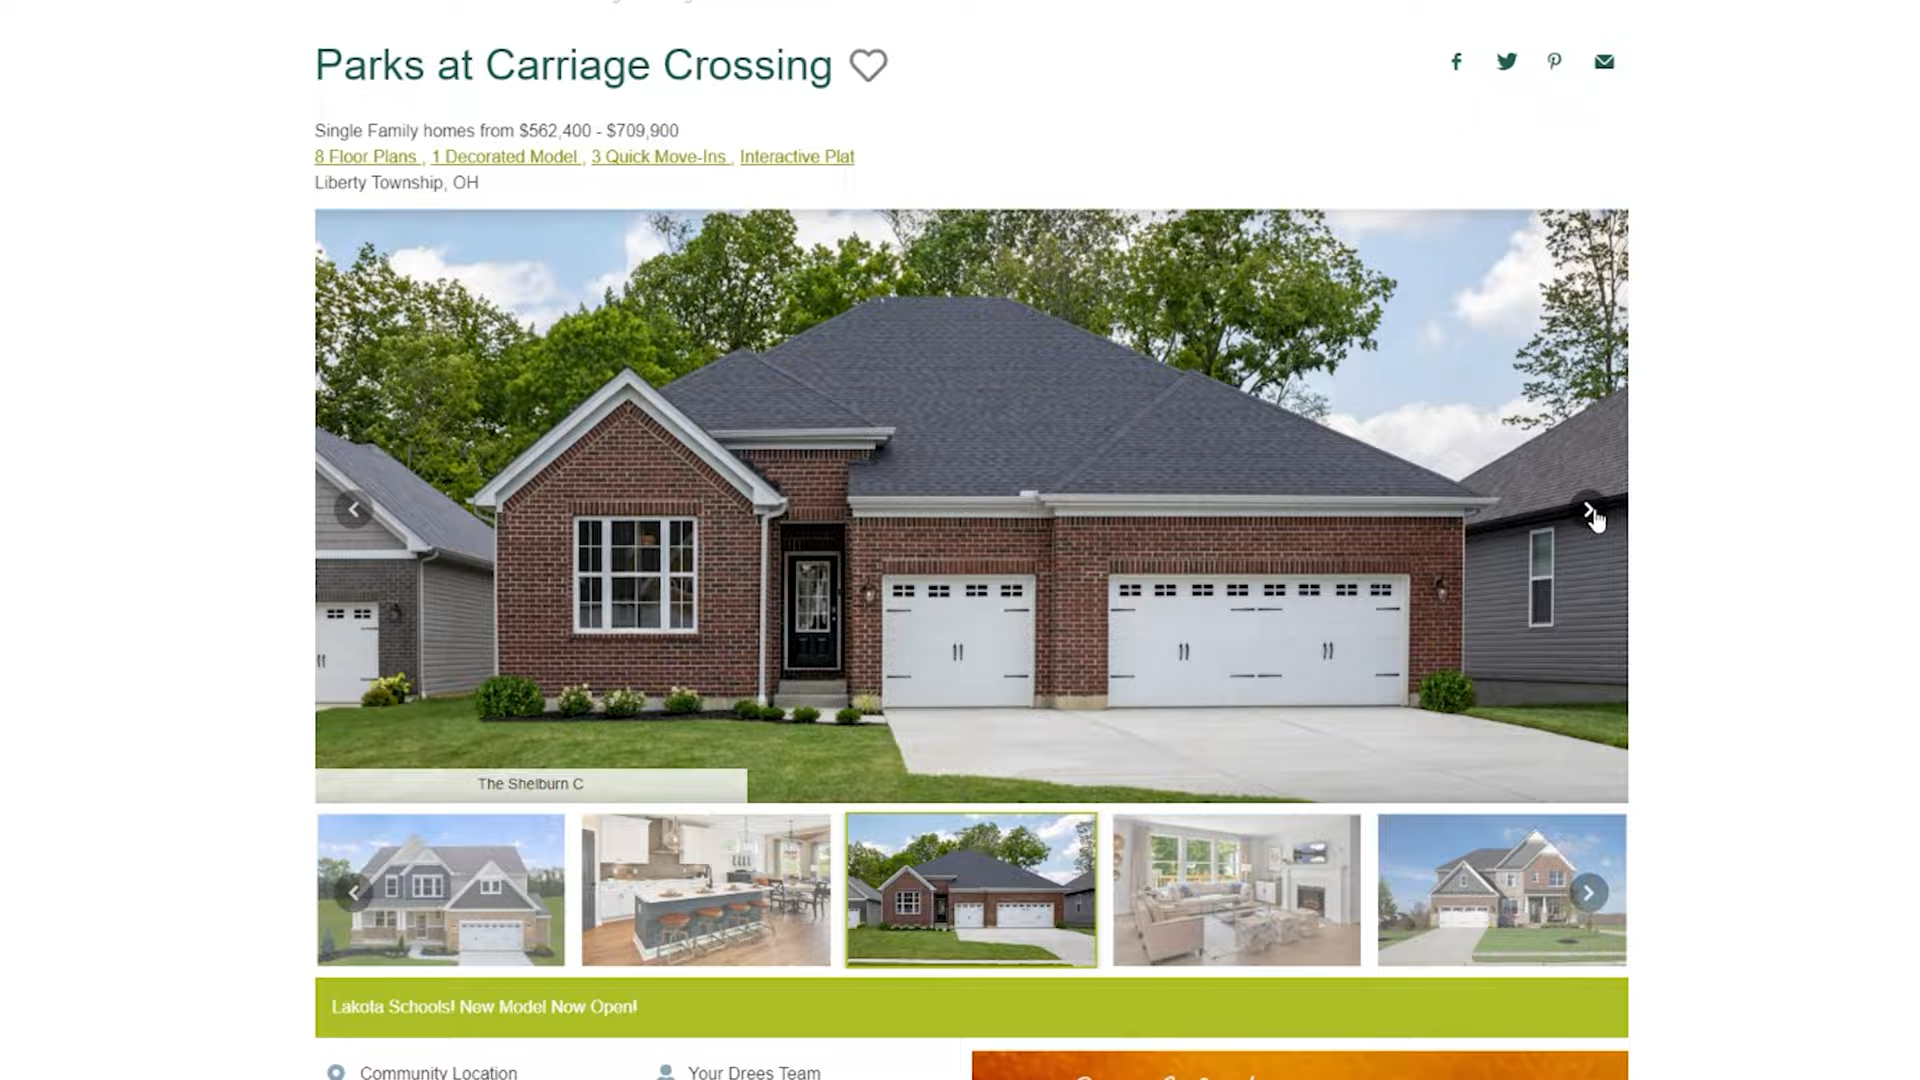 Parks at Carriage Crossing
Single Family homes from $562,400 - $709,900
8 Floor Plans , 1 Decorated Model , 3 Quick Move-Ins , Interactive Plat
Liberty Township, OH
The Shelburn C
Lakota Schools! New Model Now Open!
Community Location
Your Drees Team